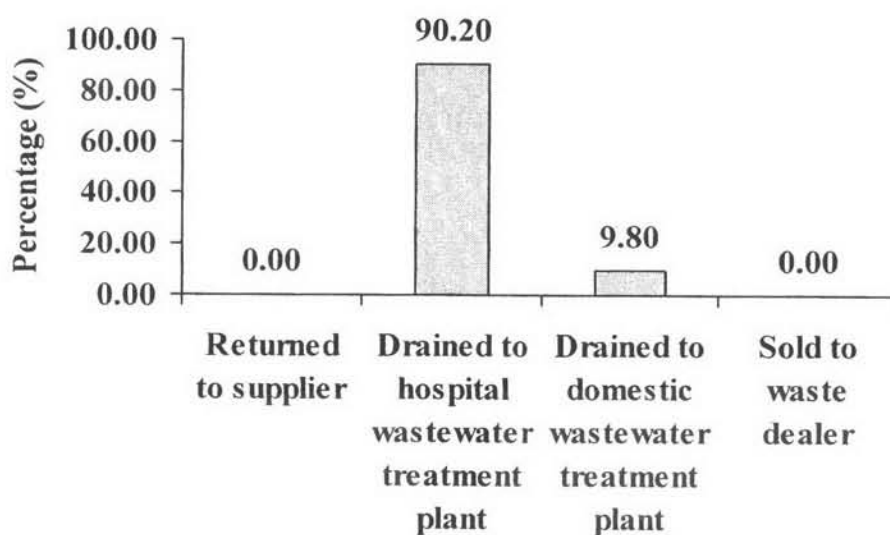 Percentage (%)
100.00
80.00
60.00
40.00
20.00
0.00
0.00
90.20
9.80
0.00
Returned
to supplier
Drained to
hospital
wastewater
treatment
plant
Drained to
domestic
wastewater
treatment
plant
Sold to
waste
dealer